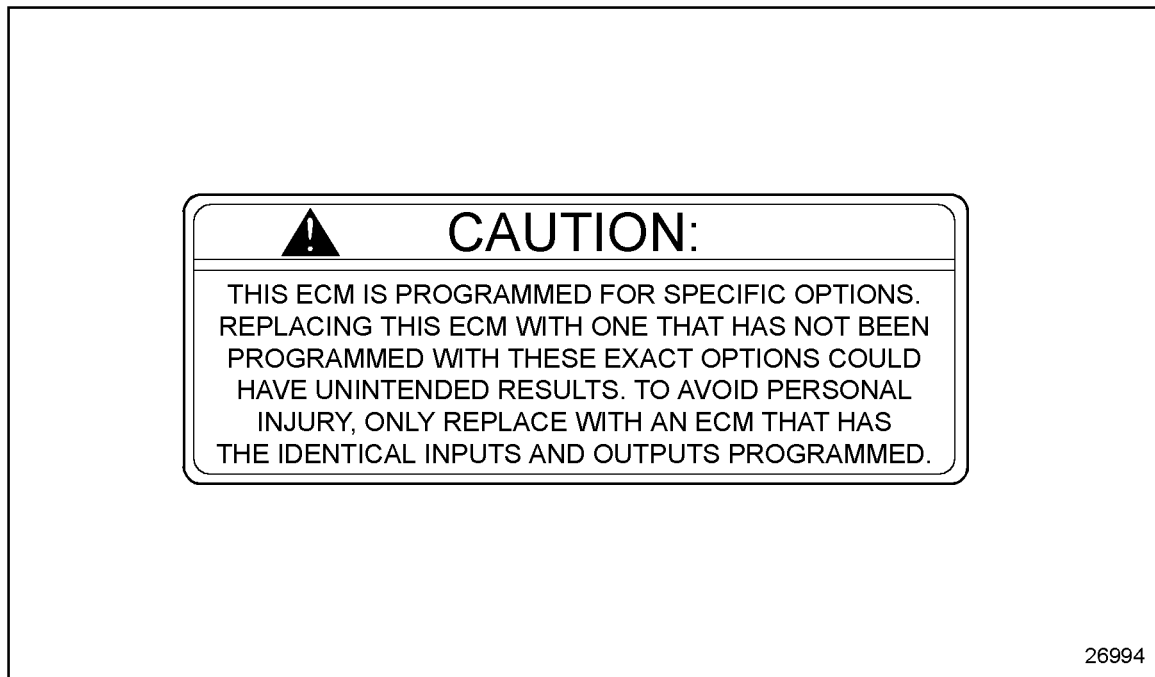 CAUTION:
THIS ECM IS PROGRAMMED FOR SPECIFIC OPTIONS.
REPLACING THIS ECM WITH ONE THAT HAS NOT BEEN
PROGRAMMED WITH THESE EXACT OPTIONS COULD
HAVE UNINTENDED RESULTS. TO AVOID PERSONAL
INJURY, ONLY REPLACE WITH AN ECM THAT HAS
THE IDENTICAL INPUTS AND OUTPUTS PROGRAMMED.
26994